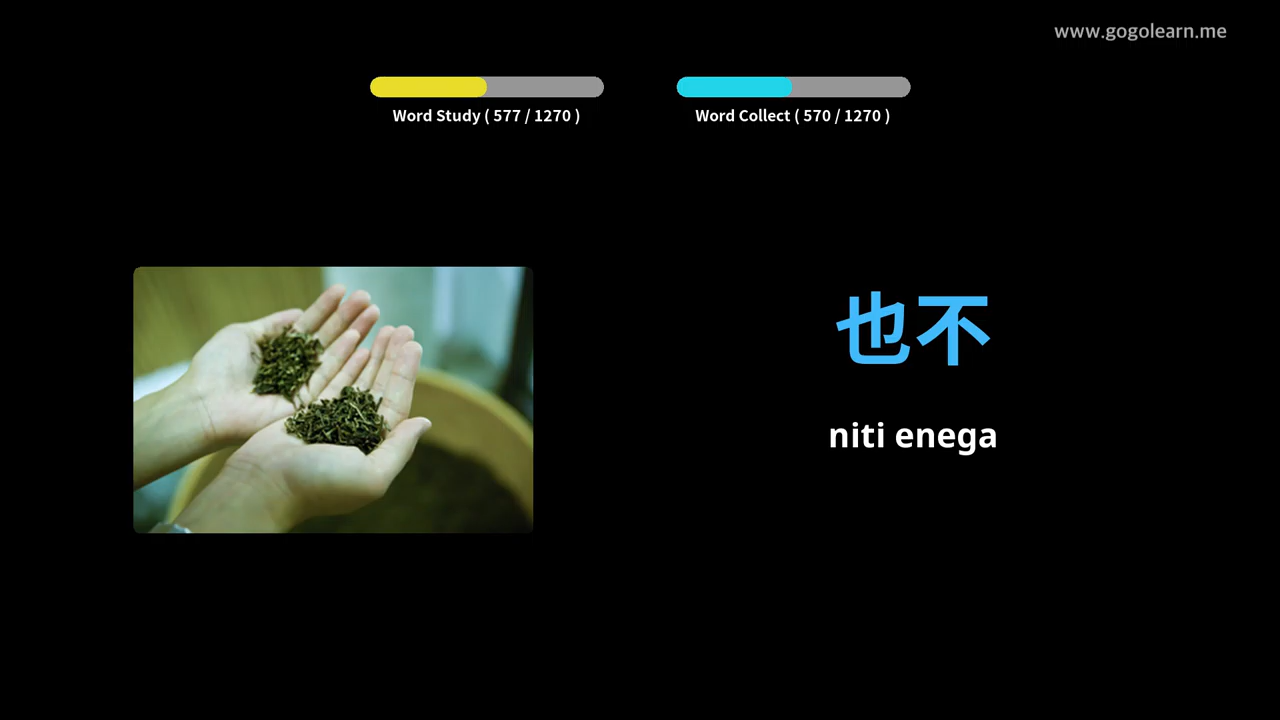 www.gogolearn.me
Word Study ( 577 / 1270 )
Word Collect ( 570 / 1270 )
也不
niti enega